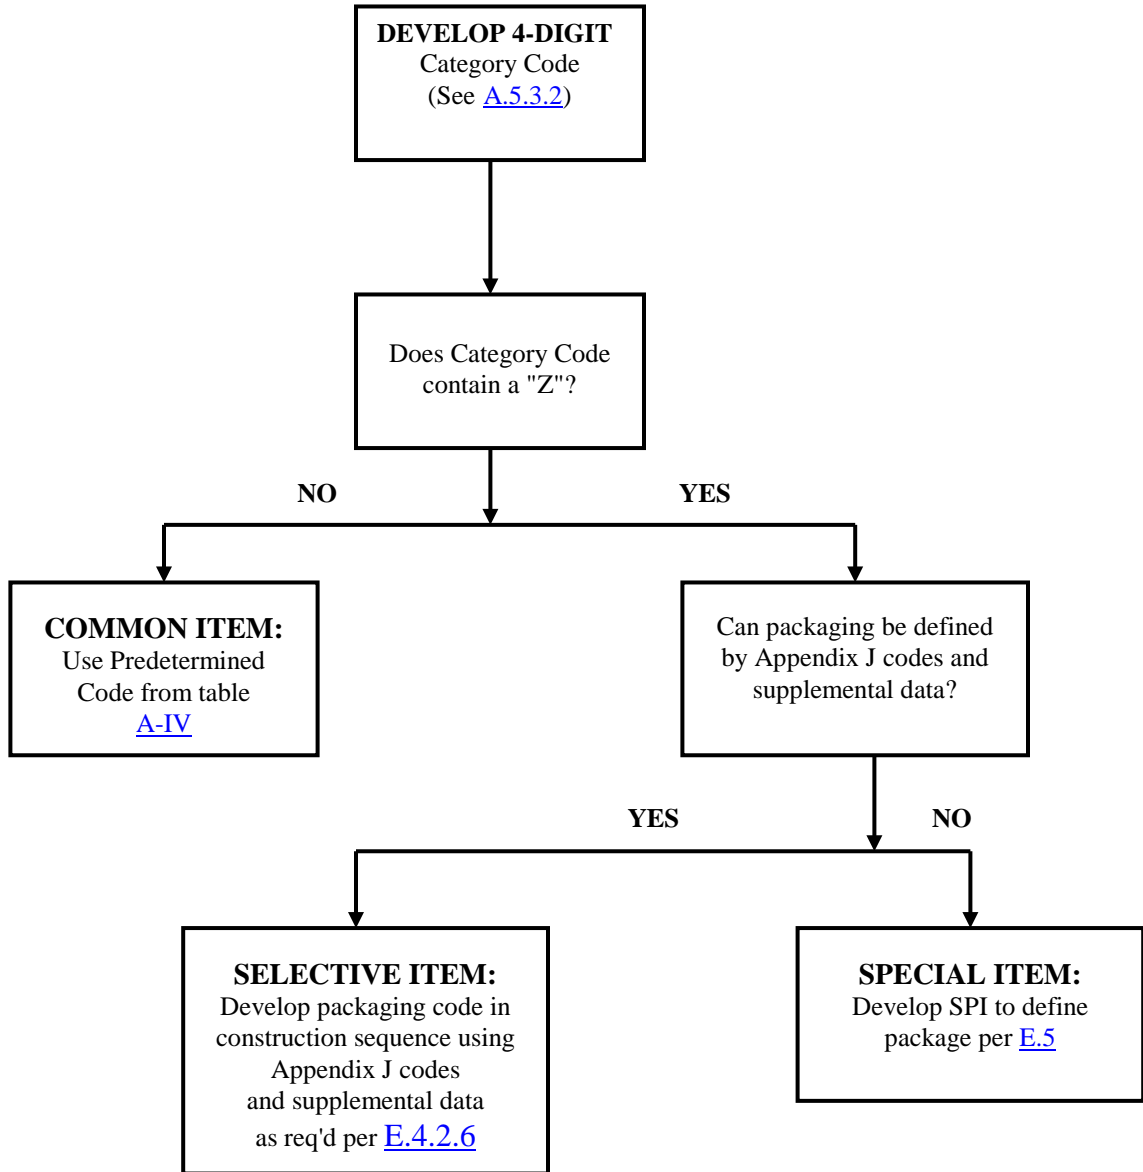 DEVELOP 4-DIGIT
Category Code
(See A.5.3.2)
Does Category Code
contain a "Z"?
NO
YES
COMMON ITEM:
Use Predetermined
Code from table
A-IV
Can packaging be defined
by Appendix J codes and
supplemental data?
YES
NO
SELECTIVE ITEM:
Develop packaging code in
construction sequence using
Appendix J codes
and supplemental data
as req'd per E.4.2.6
SPECIAL ITEM:
Develop SPI to define
package per E.5